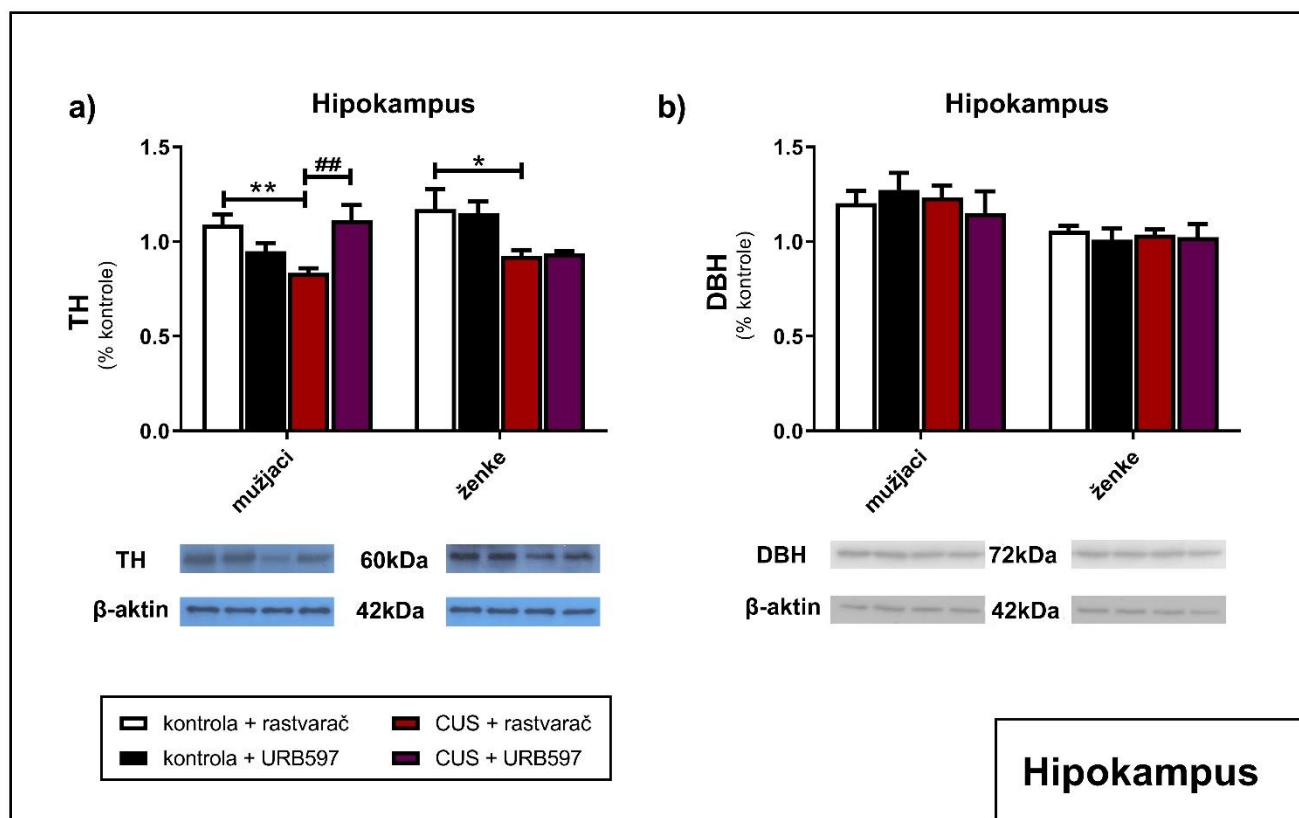 a)
Hipokampus
TH
(% kontrole)
1.5
1.0
0.5
0.0
**
##
*
mužjaci
ženke
TH
60kDa
β-aktin
42kDa
b)
Hipokampus
DBH
(% kontrole)
1.5
1.0
0.5
0.0
mužjaci
ženke
DBH
72kDa
β-aktin
42kDa
kontrola + rastvarač
CUS + rastvarač
kontrola + URB597
CUS + URB597
Hipokampus